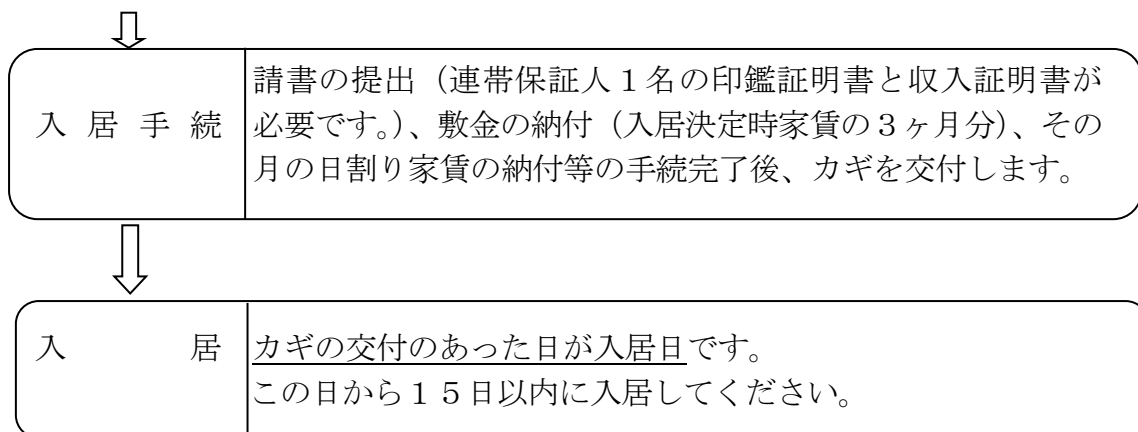 入居手続
請書の提出（連帯保証人１名の印鑑証明書と収入証明書が
必要です。）、敷金の納付（入居決定時家賃の３ヶ月分）、その
月の日割り家賃の納付等の手続完了後、カギを交付します。
入居
カギの交付のあった日が入居日です。
この日から１５日以内に入居してください。